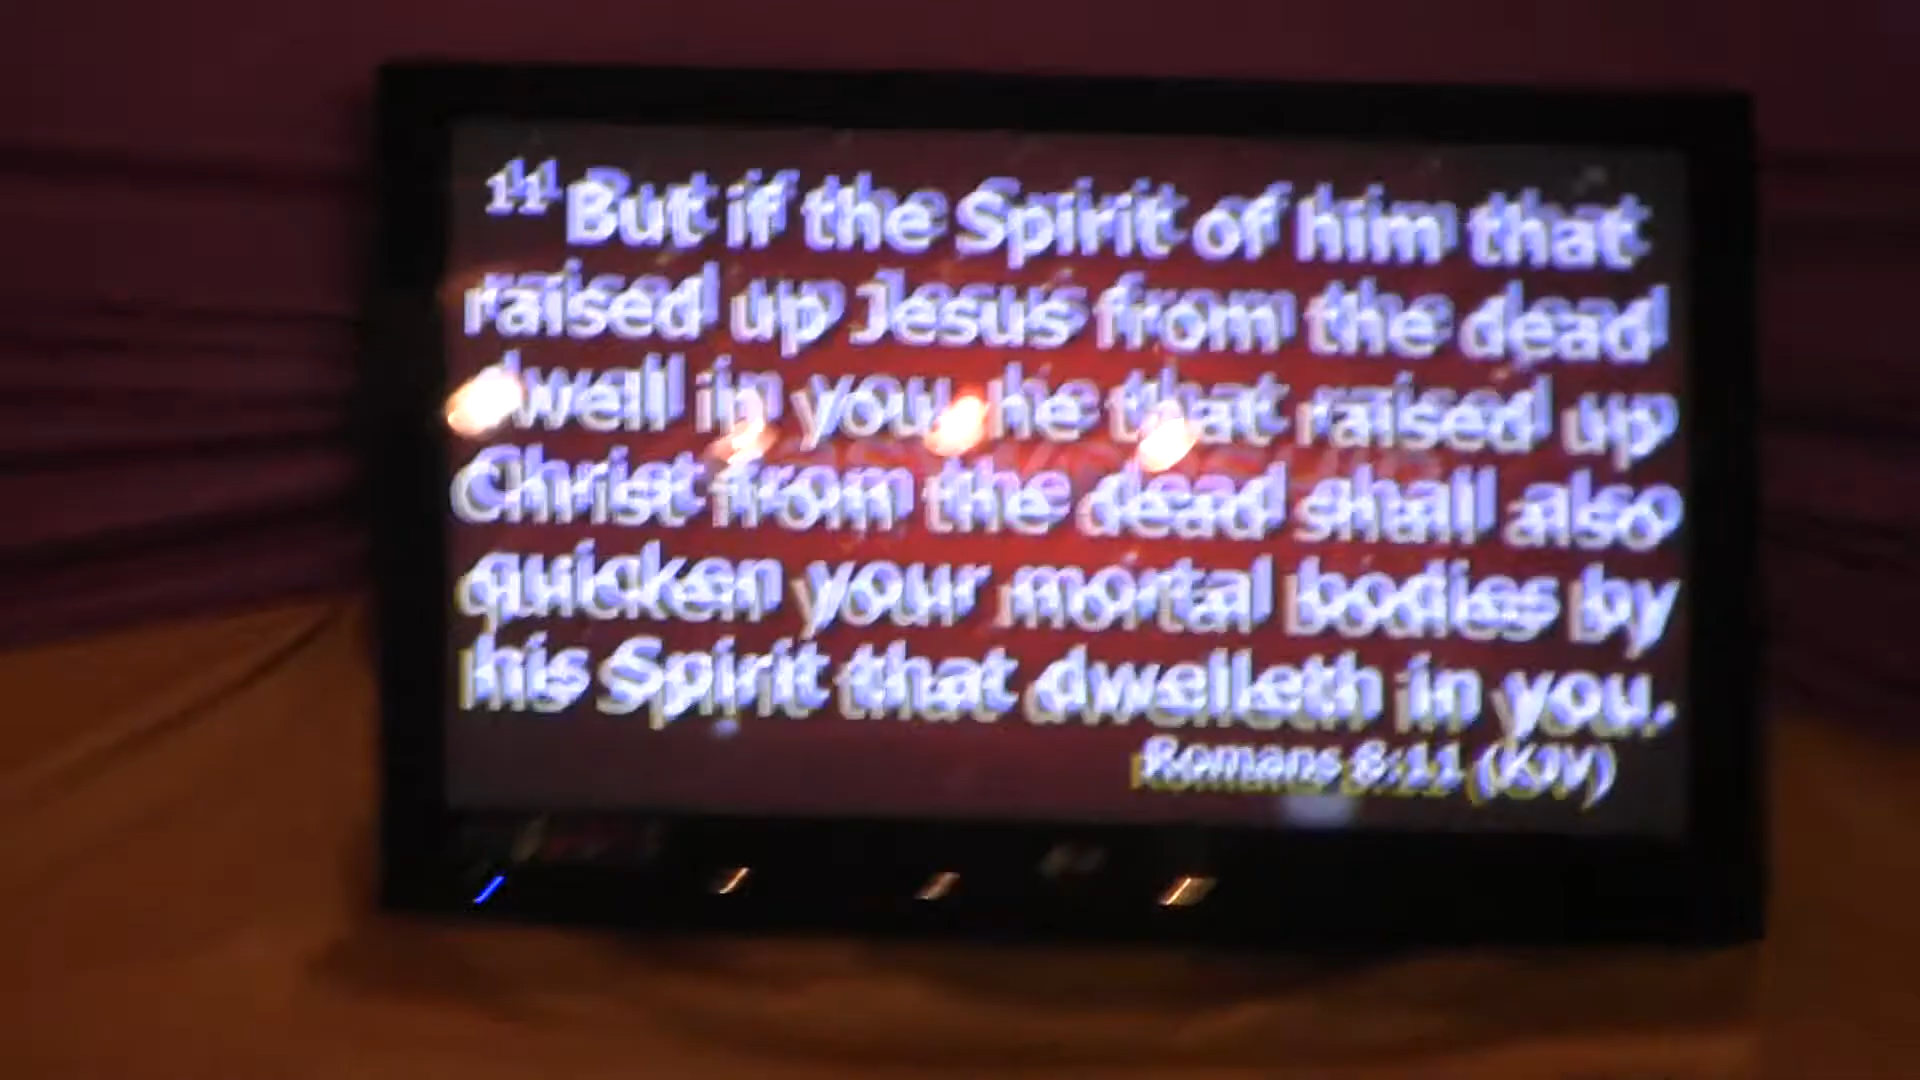 11 But if the Spirit of him that
raised up Jesus from the dead
dwell in you, he that raised up
Christ from the dead shall also
quicken your mortal bodies by
his Spirit that dwelleth in you.
Romans 8:11 (KJV)